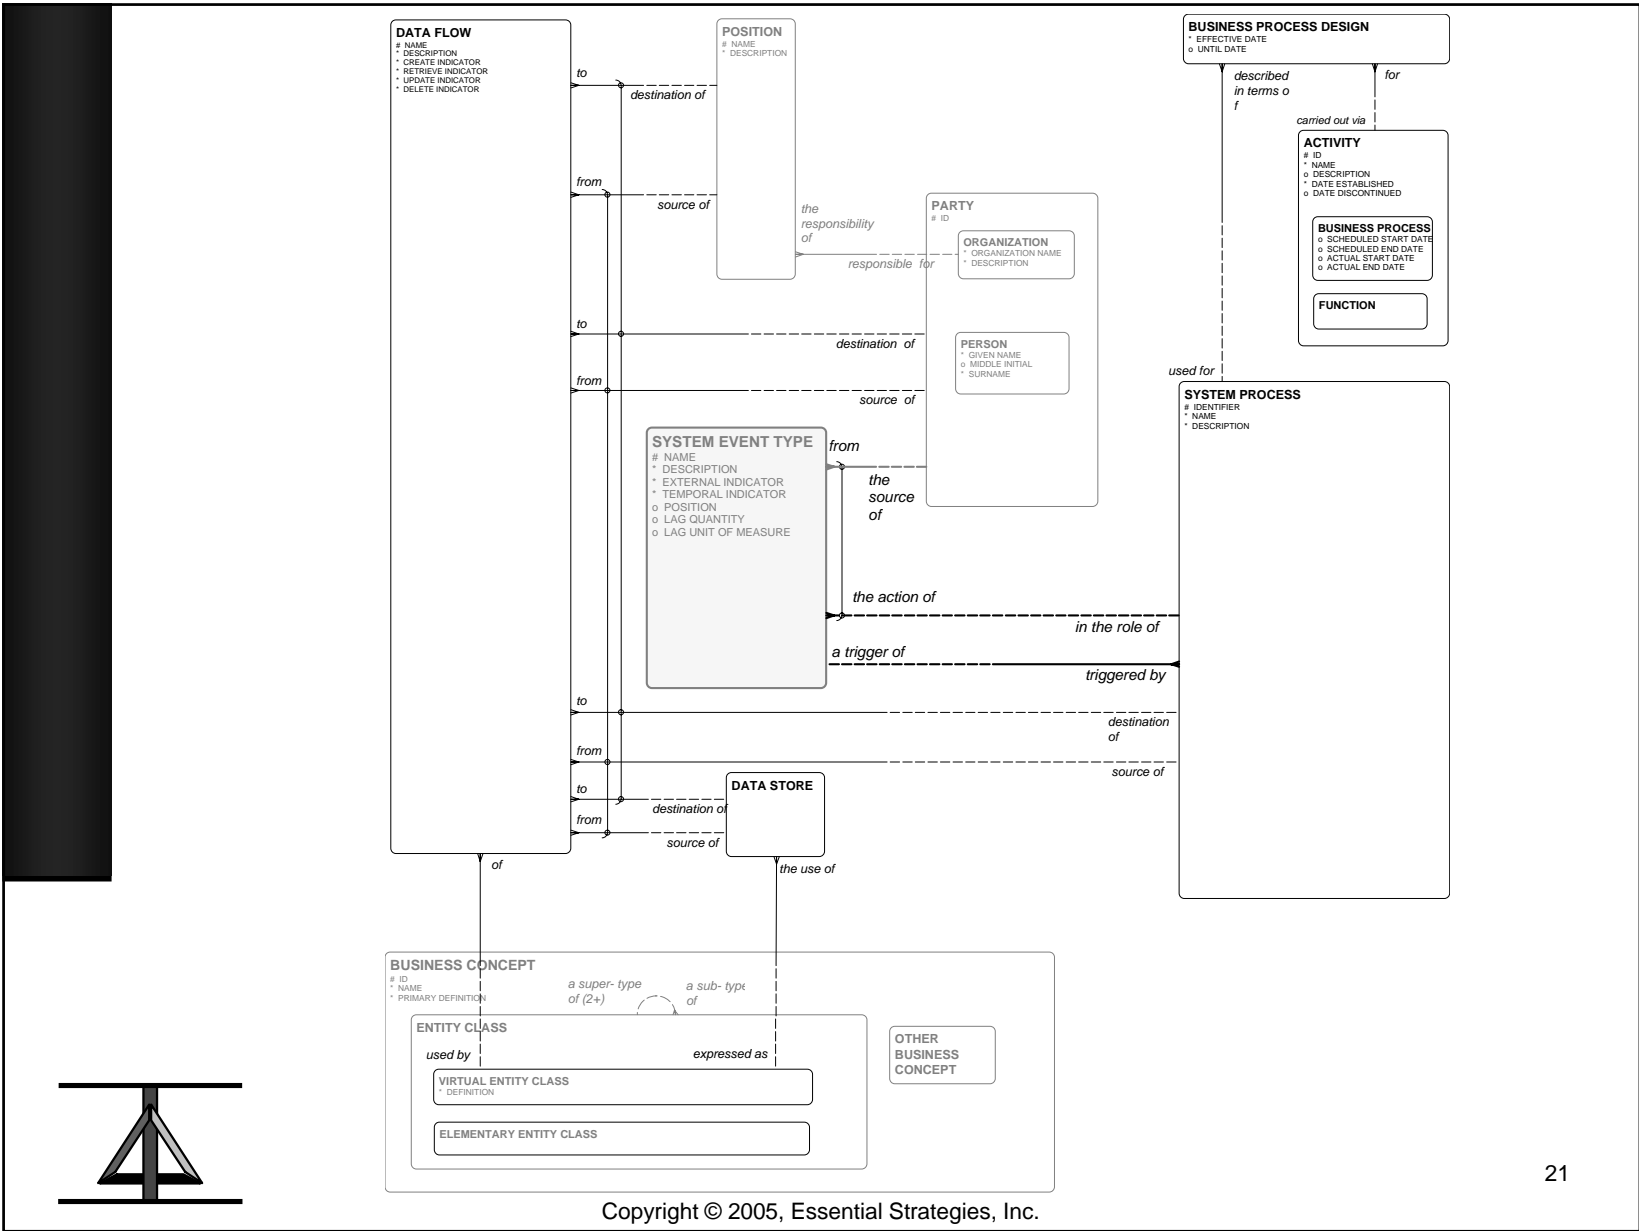 DATA FLOW
# NAME
* DESCRIPTION
* CREATE INDICATOR
* RETRIEVE INDICATOR
* UPDATE INDICATOR
* DELETE INDICATOR
to
destination of
from
source of
to
destination of
from
source of
to
destination
of
from
source of
to
destination of
from
source of
of
POSITION
# NAME
* DESCRIPTION
the
responsibility
of
responsible for
PARTY
# ID
ORGANIZATION
* ORGANIZATION NAME
* DESCRIPTION
PERSON
* GIVEN NAME
o MIDDLE INITIAL
* SURNAME
BUSINESS PROCESS DESIGN
* EFFECTIVE DATE
o UNTIL DATE
described
in terms o
f
for
carried out via
ACTIVITY
# ID
* NAME
o DESCRIPTION
* DATE ESTABLISHED
o DATE DISCONTINUED
BUSINESS PROCESS
o SCHEDULED START DATE
o SCHEDULED END DATE
o ACTUAL START DATE
o ACTUAL END DATE
FUNCTION
used for
SYSTEM PROCESS
# IDENTIFIER
* NAME
* DESCRIPTION
SYSTEM EVENT TYPE
# NAME
* DESCRIPTION
* EXTERNAL INDICATOR
* TEMPORAL INDICATOR
o POSITION
o LAG QUANTITY
o LAG UNIT OF MEASURE
from
the
source
of
the action of
in the role of
a trigger of
triggered by
DATA STORE
the use of
BUSINESS CONCEPT
# ID
* NAME
* PRIMARY DEFINITION
a super- type
of (2+)
a sub- type
of
ENTITY CLASS
used by
expressed as
VIRTUAL ENTITY CLASS
* DEFINITION
ELEMENTARY ENTITY CLASS
OTHER
BUSINESS
CONCEPT
21
Copyright © 2005, Essential Strategies, Inc.